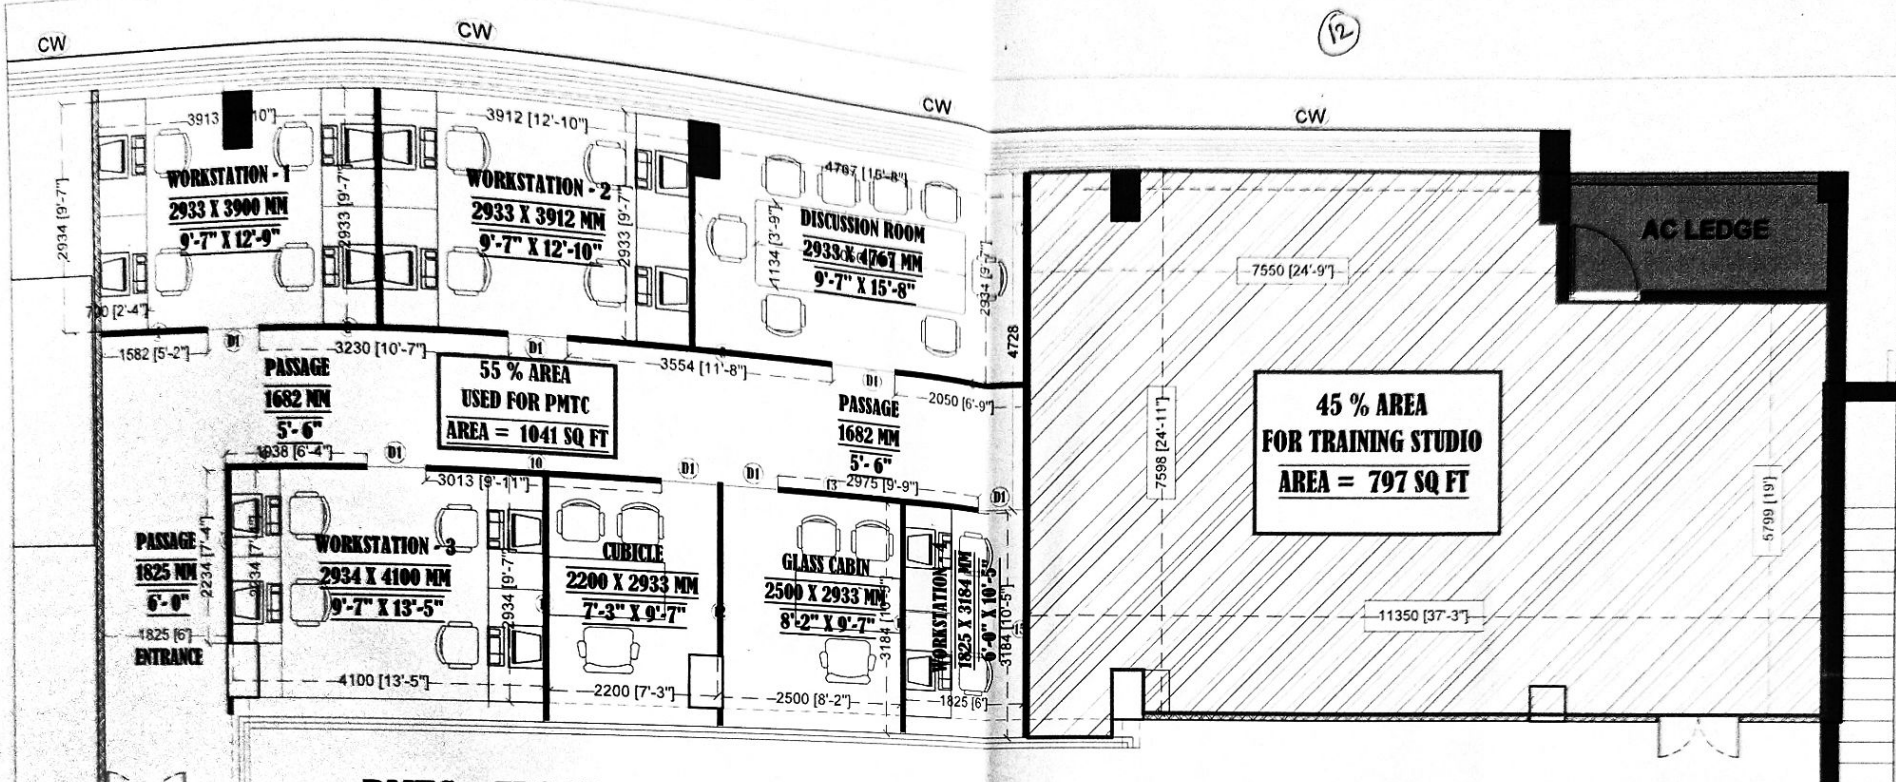 12
CW
CW
CW
CW
3913
10"]
3912 [12'-10"]
4767 [15'-8"]
WORKSTATION - 1
2933 X 3900 MM
9'-7" X 12'-9"
2934 [9'-7"]
2933 [9'-7"]
WORKSTATION - 2
2933 X 3912 MM
9'-7" X 12'-10"
2933 [9'-7"]
DISCUSSION ROOM
2933 X 4767 MM
9'-7" X 15'-8"
1134 [3'-9"]
2934 [9'-7"]
4728
AC LEDGE
7550 [24'-9"]
700 [2'-4"]
1582 [5'-2"]
D1
3230 [10'-7"]
D1
3554 [11'-8"]
D1
2050 [6'-9"]
PASSAGE
1682 MM
5'- 6"
55 % AREA
USED FOR PMTC
AREA = 1041 SQ FT
PASSAGE
1682 MM
5'- 6"
45 % AREA
FOR TRAINING STUDIO
AREA = 797 SQ FT
7598 [24'-11"]
5799 [19']
11350 [37'-3"]
1938 [6'-4"]
D1
3013 [9'-11"]
10
D1
D1
13
2975 [9'-9"]
D1
PASSAGE
1825 MM
6'- 0"
1825 [6']
ENTRANCE
2234 [7'-4"]
WORKSTATION - 3
2934 X 4100 MM
9'-7" X 13'-5"
2934 [9'-7"]
4100 [13'-5"]
CUBICLE
2200 X 2933 MM
7'-3" X 9'-7"
2200 [7'-3"]
GLASS CABIN
2500 X 2933 MM
8'-2" X 9'-7"
2500 [8'-2"]
3184 [10'-5"]
WORKSTATION
1825 X 3184 MM
6'-0" X 10'-5"
3184 [10'-5"]
1825 [6']